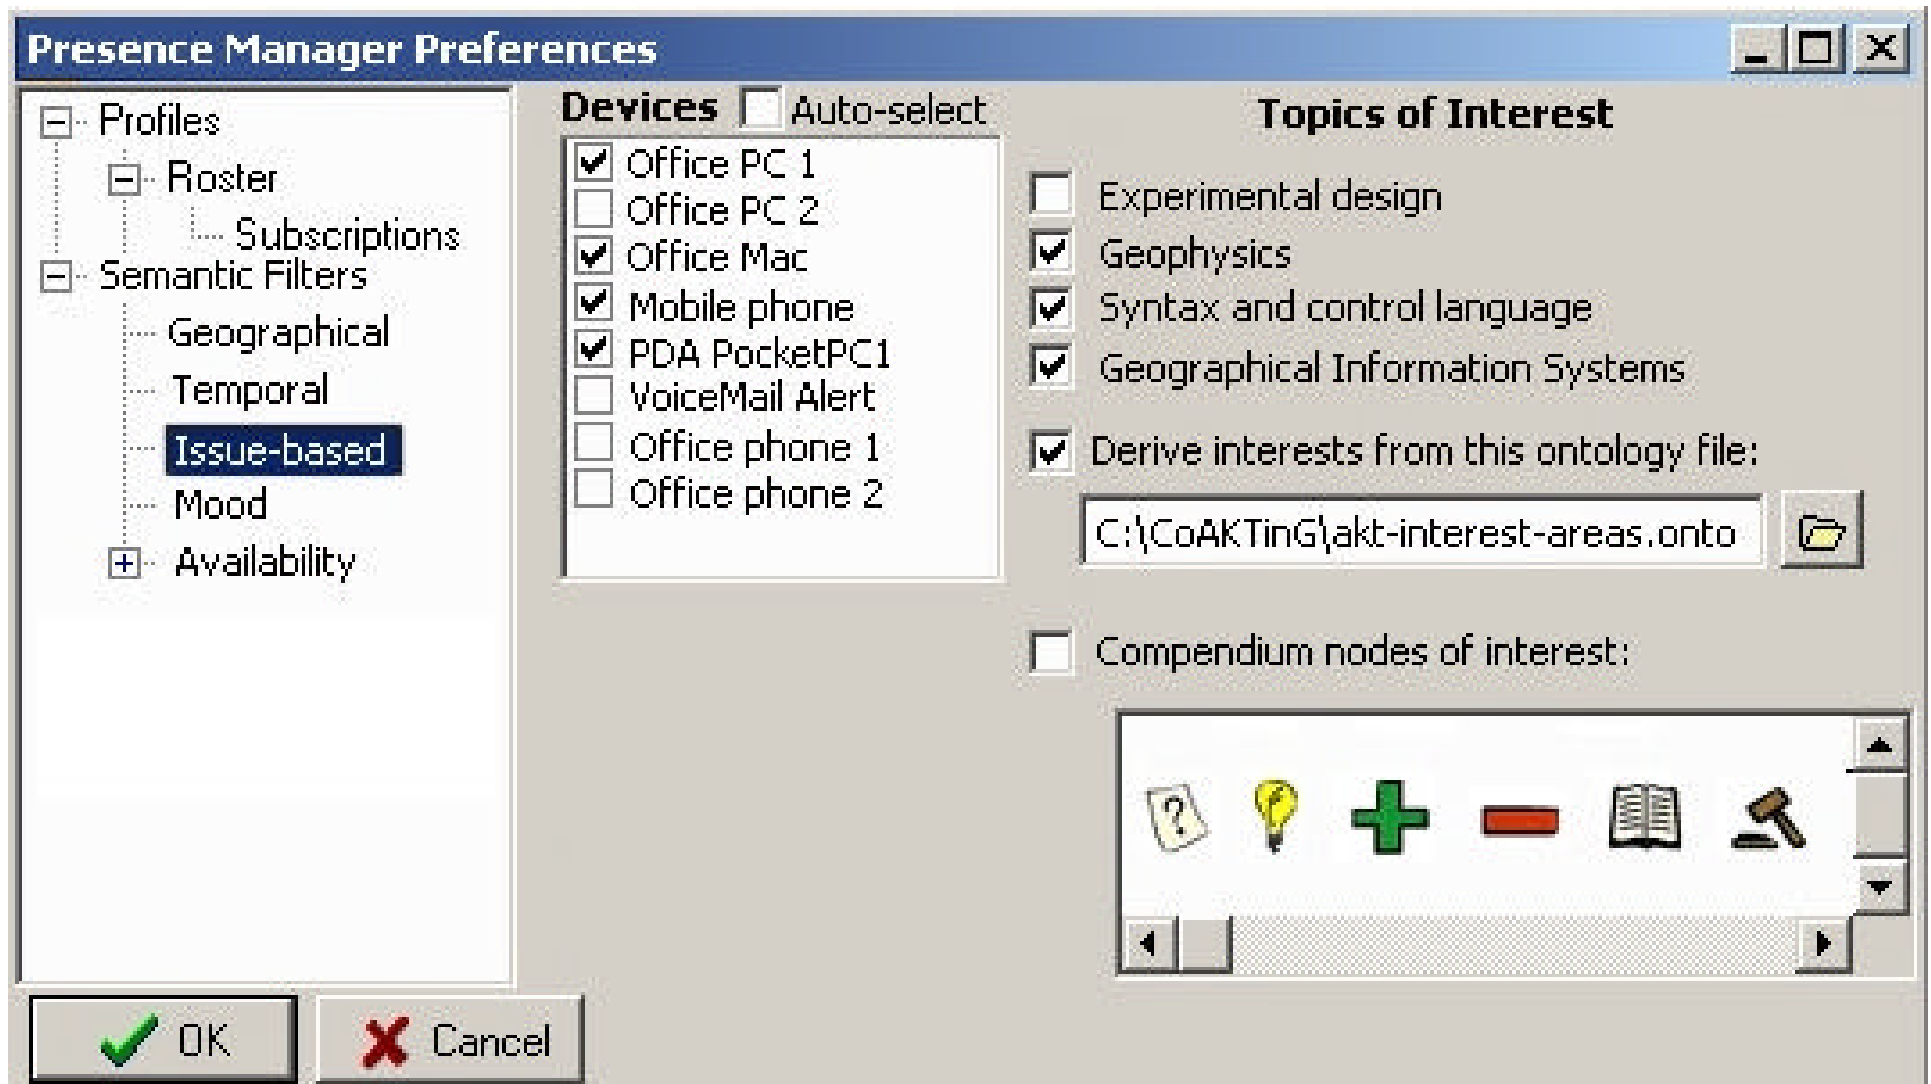 Presence Manager Preferences
Profiles
Roster
Subscriptions
Semantic Filters
Geographical
Temporal
Issue-based
Mood
Availability
Devices
Auto-select
Office PC 1
Office PC 2
Office Mac
Mobile phone
PDA PocketPC1
VoiceMail Alert
Office phone 1
Office phone 2
Topics of Interest
Experimental design
Geophysics
Syntax and control language
Geographical Information Systems
Derive interests from this ontology file:
C:\CoAKTinG\akt-interest-areas.onto
Compendium nodes of interest:
?
OK
Cancel